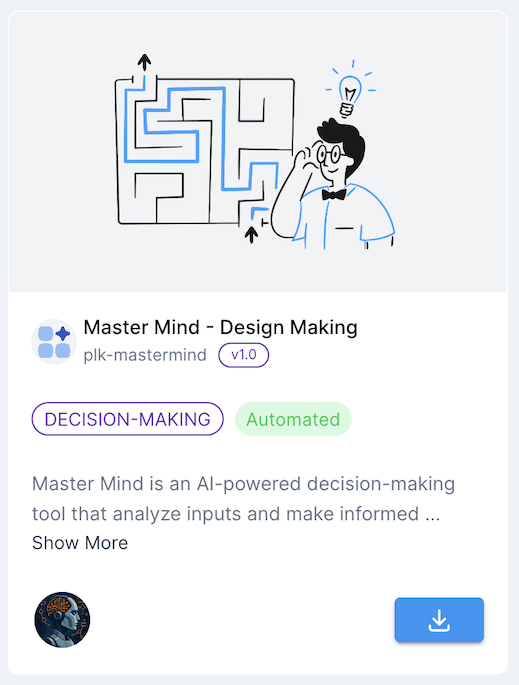 Master Mind - Design Making
plk-mastermind v1.0
DECISION-MAKING Automated
Master Mind is an AI-powered decision-making
tool that analyze inputs and make informed ...
Show More